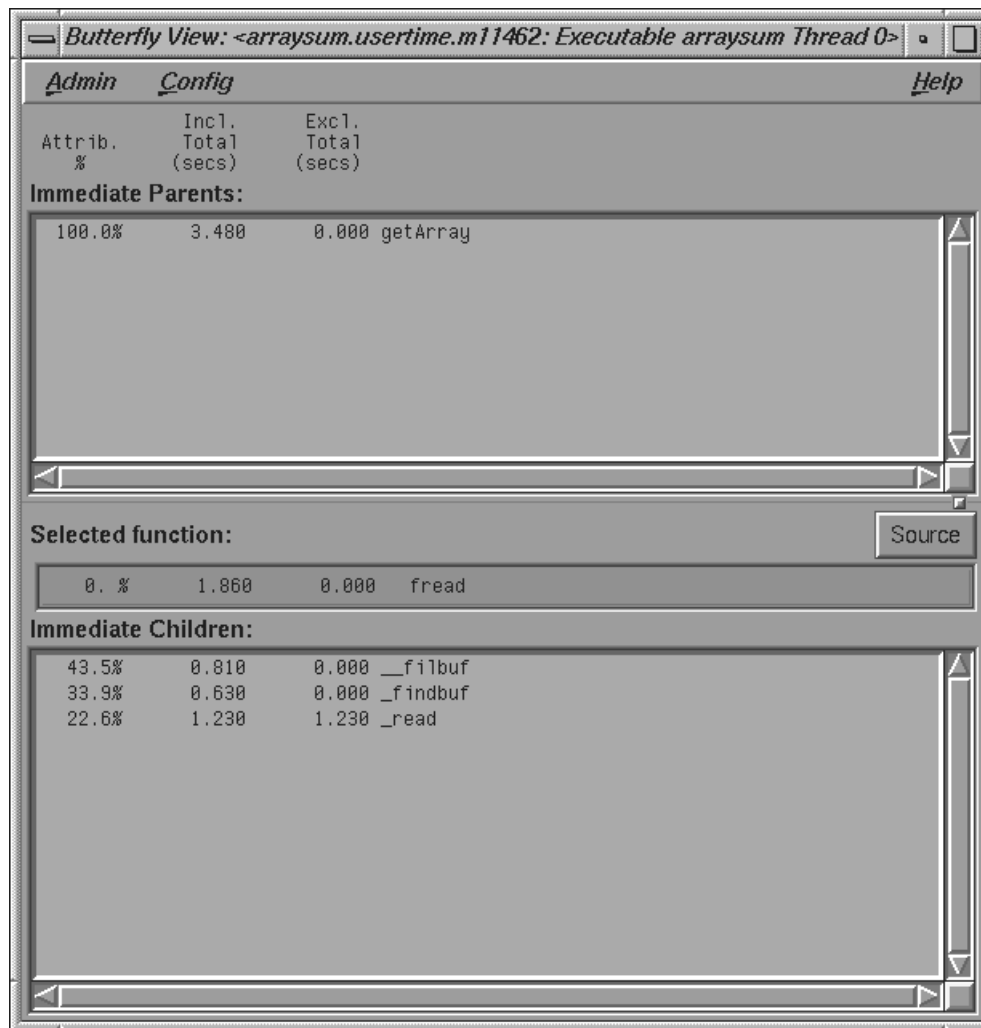 Butterfly View: <arraysum.usertime.m11462: Executable arraysum Thread 0>
Admin Config Help
Incl. Excl.
Attrib. Total Total
% (secs) (secs)
Immediate Parents:
100.0% 3.480 0.000 getArray
Selected function:
Source
0. % 1.860 0.000 fread
Immediate Children:
43.5% 0.810 0.000 __filbuf
33.9% 0.630 0.000 _findbuf
22.6% 1.230 1.230 _read